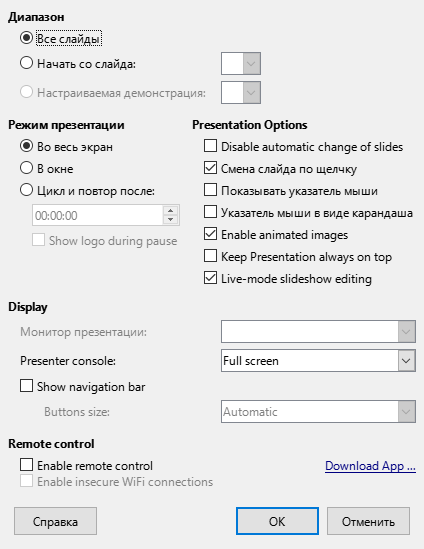 Диапазон
Все слайды
Начать со слайда:
Настраиваемая демонстрация:
Режим презентации
Во весь экран
В окне
Цикл и повтор после:
00:00:00
Show logo during pause
Presentation Options
Disable automatic change of slides
Смена слайда по щелчку
Показывать указатель мыши
Указатель мыши в виде карандаша
Enable animated images
Keep Presentation always on top
Live-mode slideshow editing
Display
Монитор презентации:
Presenter console: Full screen
Show navigation bar
Buttons size: Automatic
Remote control
Enable remote control Download App ...
Enable insecure WiFi connections
Справка OK Отменить